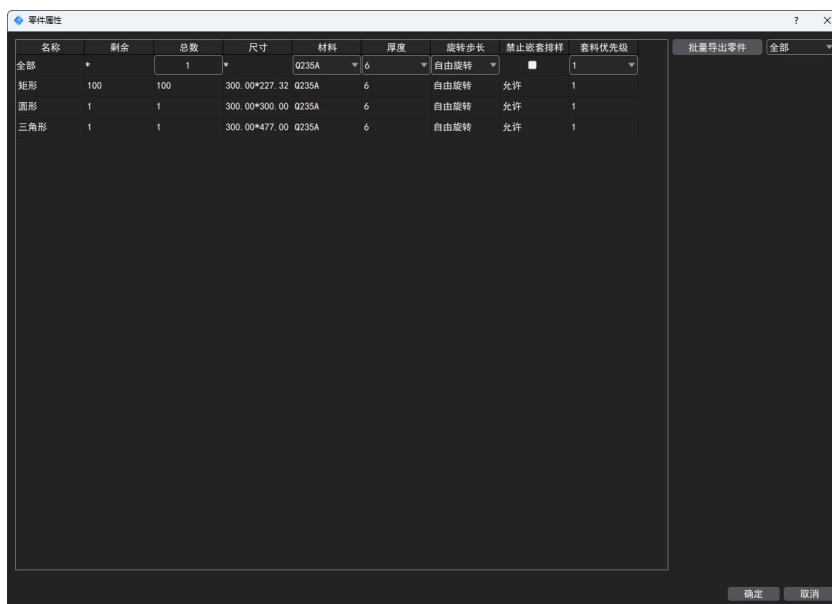 零件属性
名称 剩余 总数 尺寸 材料 厚度 旋转步长 禁止嵌套排样 套料优先级 批量导出零件 全部
全部 * 1 * Q235A 6 自由旋转 1
矩形 100 100 300.00*227.32 Q235A 6 自由旋转 允许 1
圆形 1 1 300.00*300.00 Q235A 6 自由旋转 允许 1
三角形 1 1 300.00*477.00 Q235A 6 自由旋转 允许 1
确定 取消